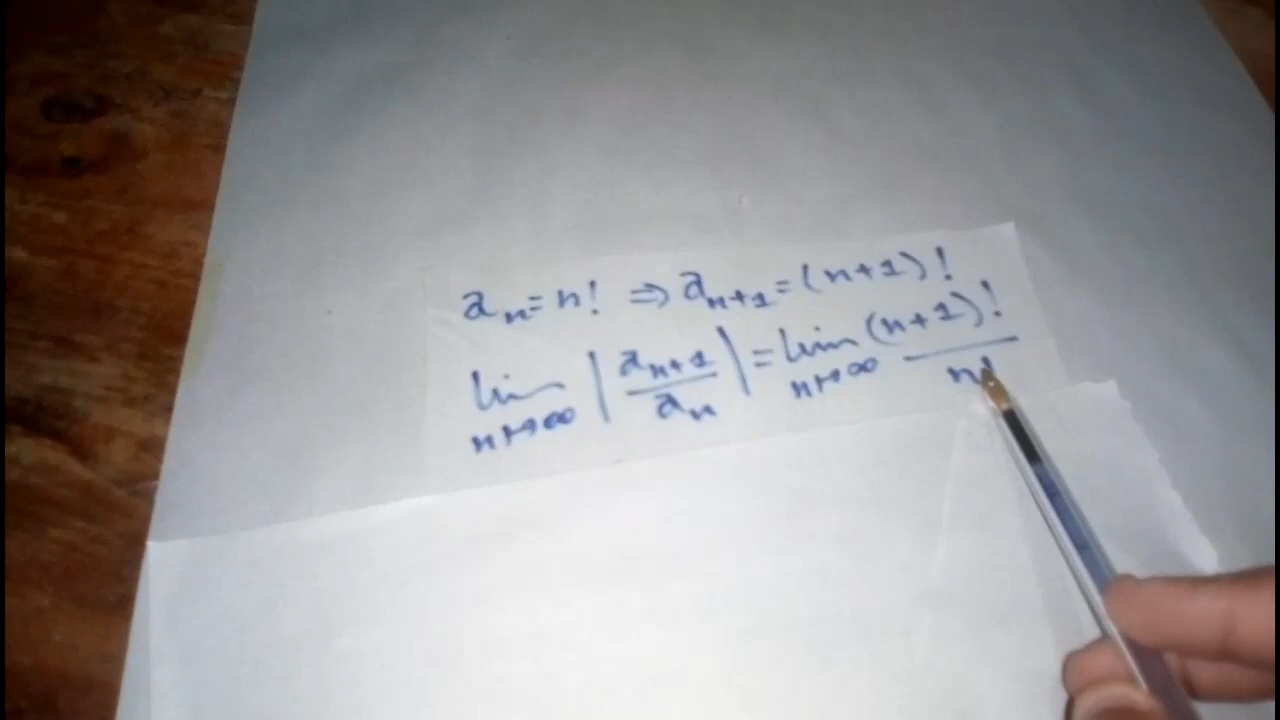 aₙ = n! ⇒ aₙ₊₁ = (n+1)!
lim n→∞ |aₙ₊₁/aₙ| = lim n→∞ (n+1)!/n!